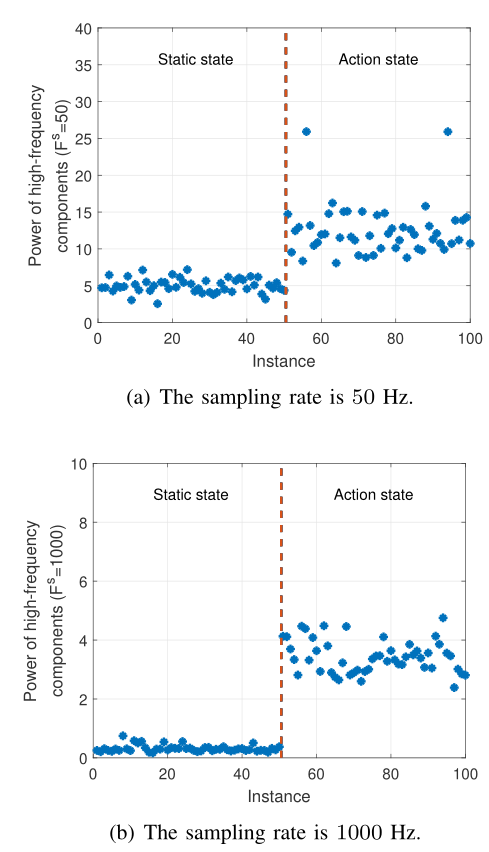 40
35
30
25
20
15
10
5
0
Static state
Action state
Power of high-frequency
components (F^s=50)
0
20
40
60
80
100
Instance
(a) The sampling rate is 50 Hz.
10
8
6
4
2
0
Static state
Action state
Power of high-frequency
components (F^s=1000)
0
20
40
60
80
100
Instance
(b) The sampling rate is 1000 Hz.